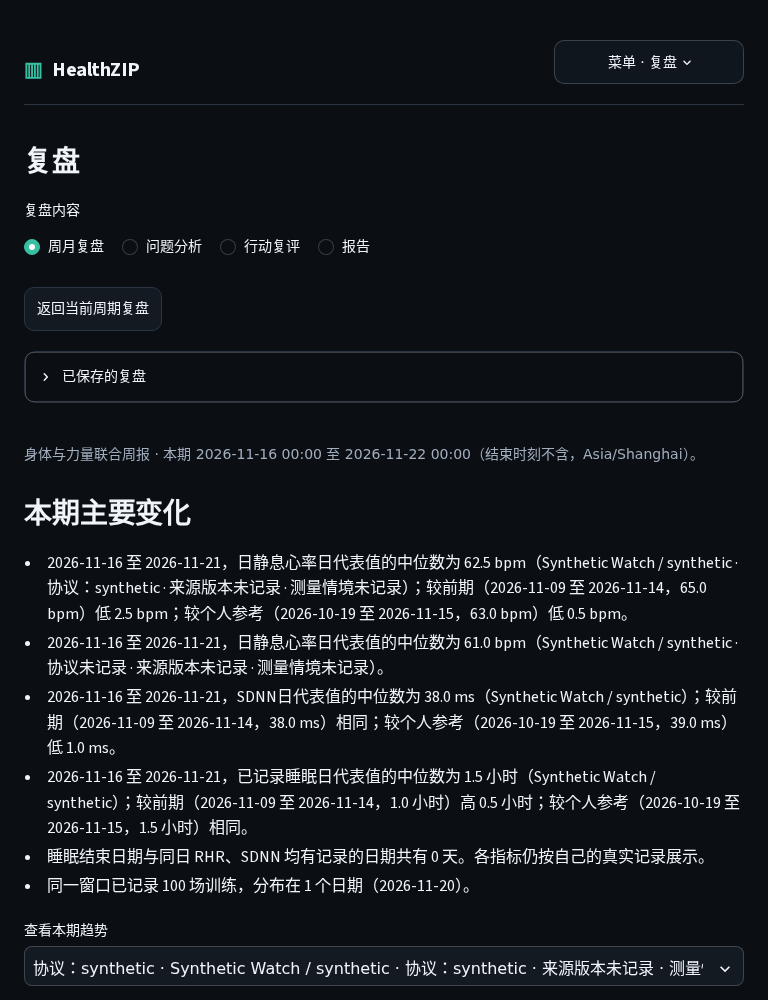 HealthZIP
菜单 · 复盘
复盘
复盘内容
周月复盘 问题分析 行动复评 报告
返回当前周期复盘
已保存的复盘
身体与力量联合周报 · 本期 2026-11-16 00:00 至 2026-11-22 00:00（结束时刻不含，Asia/Shanghai）。
本期主要变化
2026-11-16 至 2026-11-21，日静息心率日代表值的中位数为 62.5 bpm（Synthetic Watch / synthetic ·
协议：synthetic · 来源版本未记录 · 测量情境未记录）；较前期（2026-11-09 至 2026-11-14，65.0
bpm）低 2.5 bpm；较个人参考（2026-10-19 至 2026-11-15，63.0 bpm）低 0.5 bpm。
2026-11-16 至 2026-11-21，日静息心率日代表值的中位数为 61.0 bpm（Synthetic Watch / synthetic ·
协议未记录 · 来源版本未记录 · 测量情境未记录）。
2026-11-16 至 2026-11-21，SDNN日代表值的中位数为 38.0 ms（Synthetic Watch / synthetic）；较前
期（2026-11-09 至 2026-11-14，38.0 ms）相同；较个人参考（2026-10-19 至 2026-11-15，39.0 ms）
低 1.0 ms。
2026-11-16 至 2026-11-21，已记录睡眠日代表值的中位数为 1.5 小时（Synthetic Watch /
synthetic）；较前期（2026-11-09 至 2026-11-14，1.0 小时）高 0.5 小时；较个人参考（2026-10-19 至
2026-11-15，1.5 小时）相同。
睡眠结束日期与同日 RHR、SDNN 均有记录的日期共有 0 天。各指标仍按自己的真实记录展示。
同一窗口已记录 100 场训练，分布在 1 个日期（2026-11-20）。
查看本期趋势
协议：synthetic · Synthetic Watch / synthetic · 协议：synthetic · 来源版本未记录 · 测量